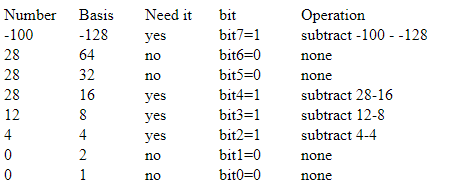 Number Basis Need it bit Operation
-100 -128 yes bit7=1 subtract -100 - -128
28 64 no bit6=0 none
28 32 no bit5=0 none
28 16 yes bit4=1 subtract 28-16
12 8 yes bit3=1 subtract 12-8
4 4 yes bit2=1 subtract 4-4
0 2 no bit1=0 none
0 1 no bit0=0 none